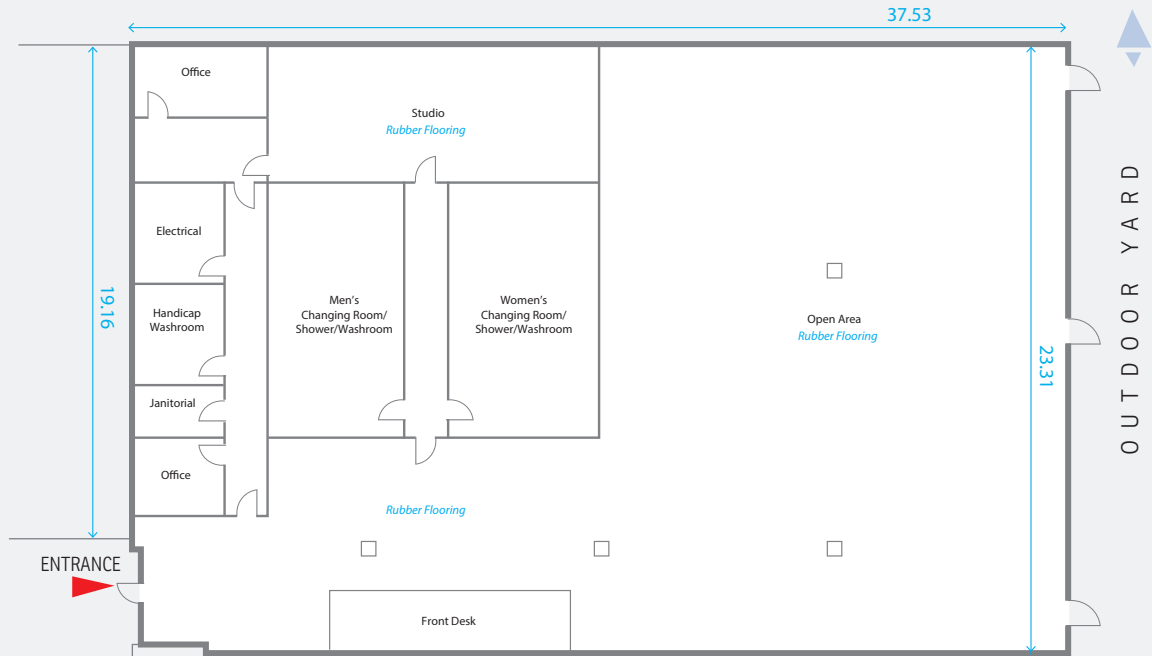 37.53
Office
Studio
Rubber Flooring
OUTDOOR YARD
Electrical
19.16
Handicap
Washroom
Men's
Changing Room/
Shower/Washroom
Women's
Changing Room/
Shower/Washroom
Open Area
Rubber Flooring
23.31
Janitorial
Office
Rubber Flooring
ENTRANCE
Front Desk